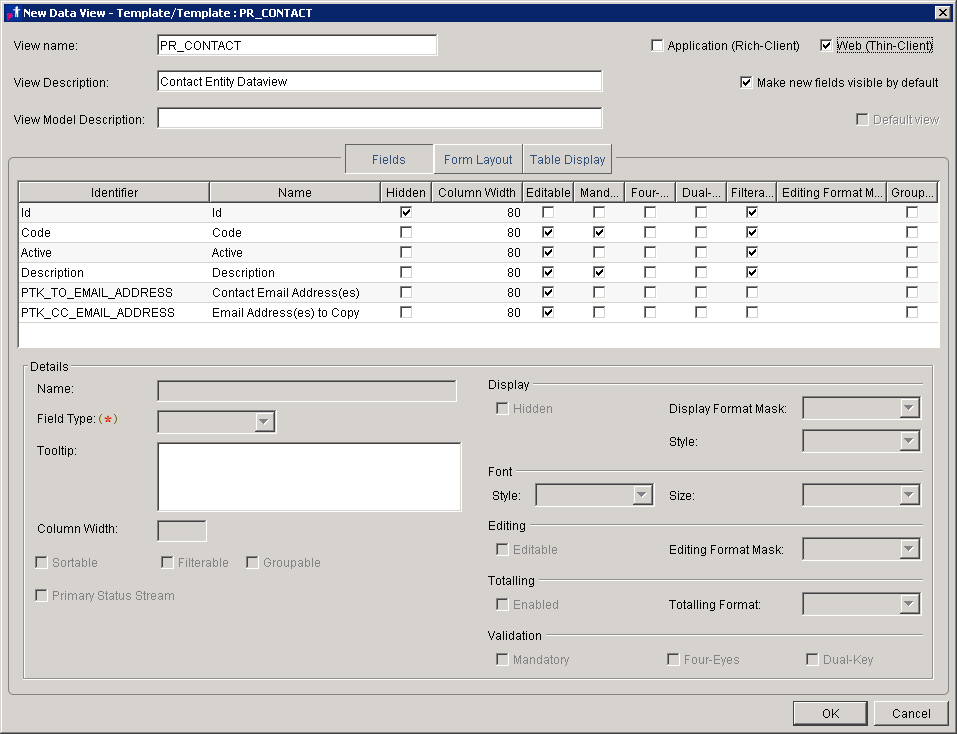 New Data View - Template/Template : PR_CONTACT
View name: PR_CONTACT Application (Rich-Client) Web (Thin-Client)
View Description: Contact Entity Dataview Make new fields visible by default
View Model Description: Default view
Fields Form Layout Table Display
Identifier Name Hidden Column Width Editable Mand... Four-... Dual-... Filtera... Editing Format M... Group...
Id Id 80
Code Code 80
Active Active 80
Description Description 80
PTK_TO_EMAIL_ADDRESS Contact Email Address(es) 80
PTK_CC_EMAIL_ADDRESS Email Address(es) to Copy 80
Details
Name:
Field Type:(*)
Tooltip:
Column Width:
Sortable Filterable Groupable
Primary Status Stream
Display
Hidden Display Format Mask:
Style:
Font
Style: Size:
Editing
Editable Editing Format Mask:
Totalling
Enabled Totalling Format:
Validation
Mandatory Four-Eyes Dual-Key
OK Cancel